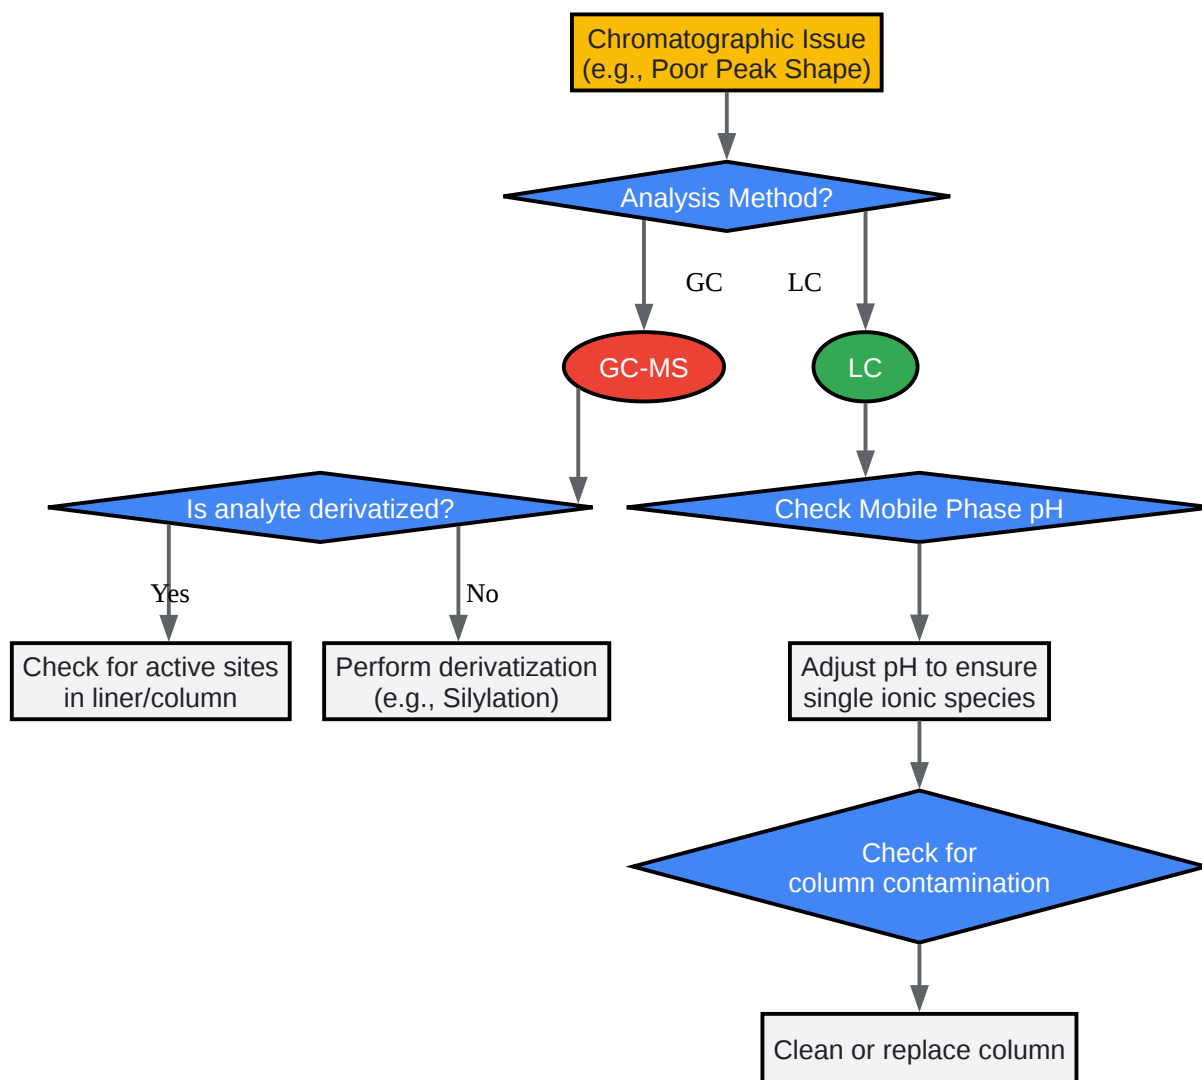 Chromatographic Issue
(e.g., Poor Peak Shape)
Analysis Method?
GC
LC
GC-MS
LC
Is analyte derivatized?
Check Mobile Phase pH
Yes
No
Check for active sites
in liner/column
Perform derivatization
(e.g., Silylation)
Adjust pH to ensure
single ionic species
Check for
column contamination
Clean or replace column